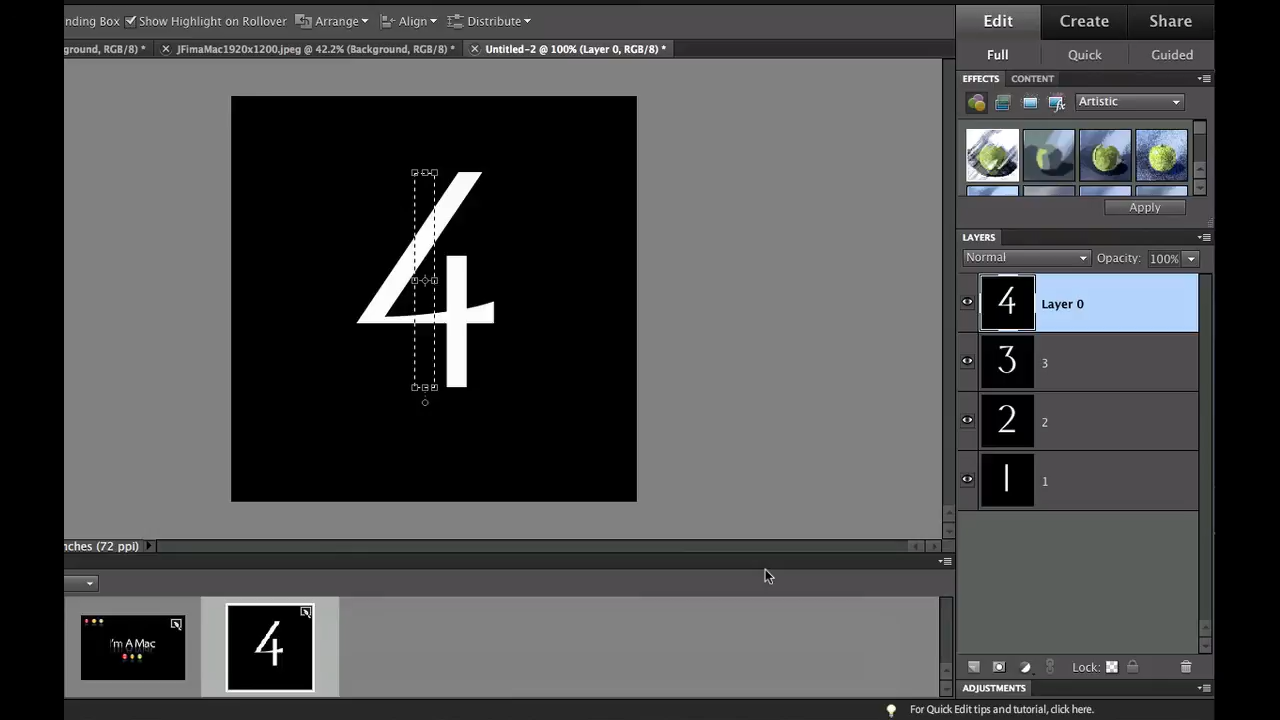 nding Box Show Highlight on Rollover Arrange Align Distribute
Edit Create Share
ground, RGB/8) * JFimaMac1920x1200.jpeg @ 42.2% (Background, RGB/8) * Untitled-2 @ 100% (Layer 0, RGB/8) *
Full Quick Guided
EFFECTS CONTENT
Artistic
Apply
LAYERS
Normal Opacity: 100%
4
4 Layer 0
3 3
2 2
1 1
nches (72 ppi)
I'm A Mac
4
Lock:
ADJUSTMENTS
For Quick Edit tips and tutorial, click here.